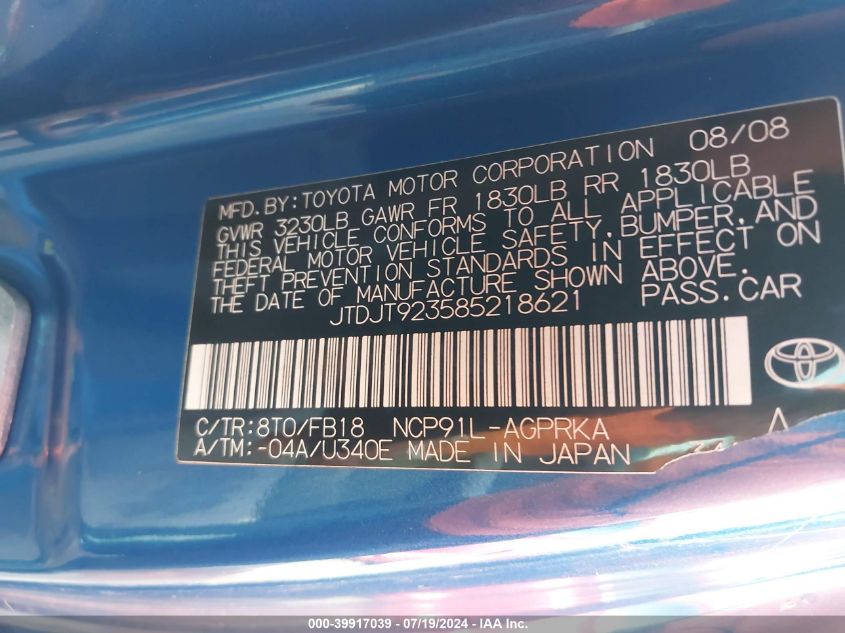 MFD.BY:TOYOTA MOTOR CORPORATION 08/08
GVWR 3230LB GAWR FR 1830LB RR 1830LB
THIS VEHICLE CONFORMS TO ALL APPLICABLE
FEDERAL MOTOR VEHICLE SAFETY,BUMPER,AND
THEFT PREVENTION STANDARDS IN EFFECT ON
THE DATE OF MANUFACTURE SHOWN ABOVE.
JTDJT923585218621 PASS.CAR
C/TR:8T0/FB18 NCP91L-AGPRKA
A/TM:-04A/U340E MADE IN JAPAN
000-39917039 - 07/19/2024 - IAA Inc.